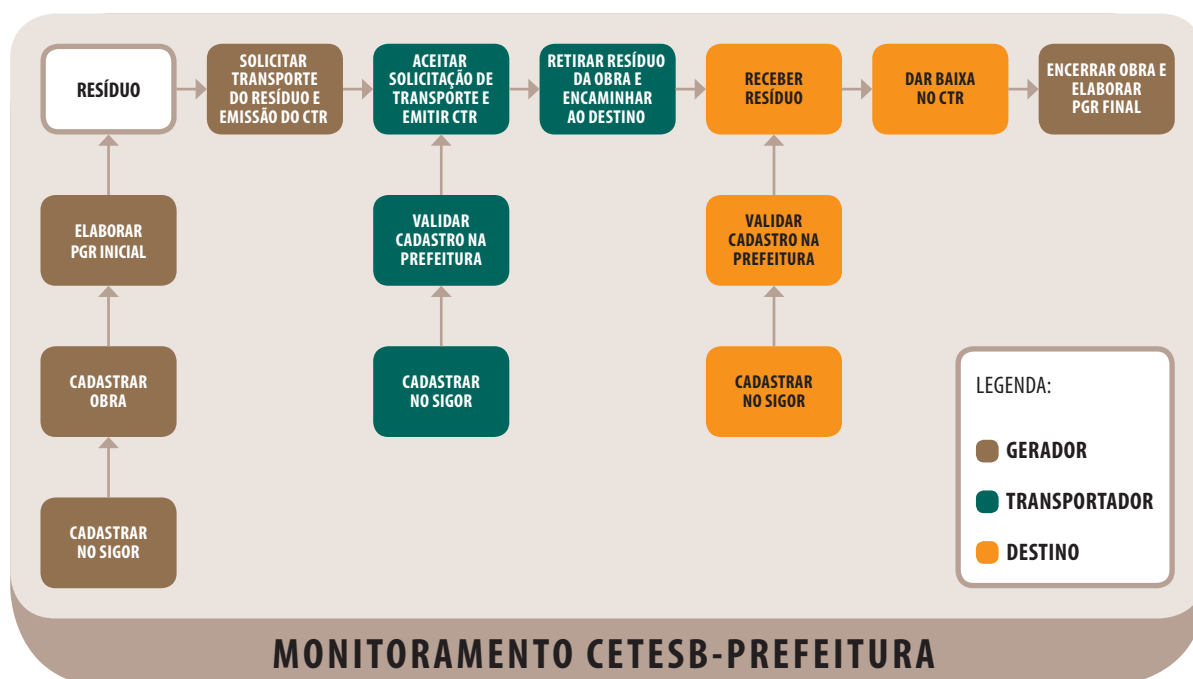 RESÍDUO
SOLICITAR
TRANSPORTE
DO RESÍDUO E
EMISSÃO DO CTR
ACEITAR
SOLICITAÇÃO DE
TRANSPORTE E
EMITIR CTR
RETIRAR RESÍDUO
DA OBRA E
ENCAMINHAR
AO DESTINO
RECEBER
RESÍDUO
DAR BAIXA
NO CTR
ENCERRAR OBRA E
ELABORAR
PGR FINAL
ELABORAR
PGR INICIAL
VALIDAR
CADASTRO NA
PREFEITURA
VALIDAR
CADASTRO NA
PREFEITURA
CADASTRAR
OBRA
CADASTRAR
NO SIGOR
CADASTRAR
NO SIGOR
CADASTRAR
NO SIGOR
LEGENDA:
GERADOR
TRANSPORTADOR
DESTINO
MONITORAMENTO CETESB-PREFEITURA